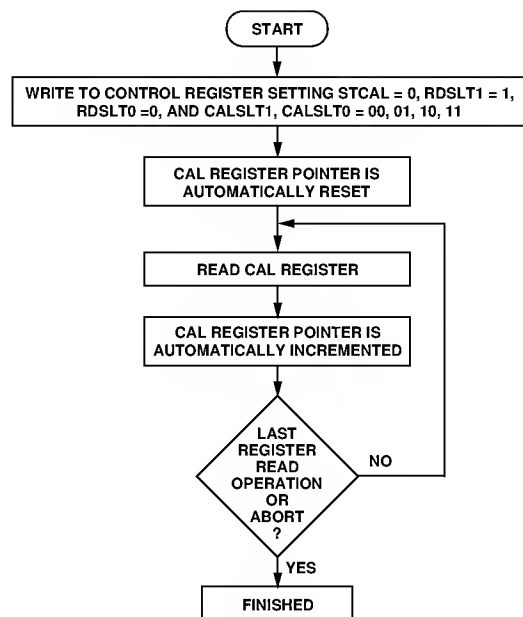 START
WRITE TO CONTROL REGISTER SETTING STCAL = 0, RDSLT1 = 1,
RDSLT0 =0, AND CALSLT1, CALSLT0 = 00, 01, 10, 11
CAL REGISTER POINTER IS
AUTOMATICALLY RESET
READ CAL REGISTER
CAL REGISTER POINTER IS
AUTOMATICALLY INCREMENTED
LAST
REGISTER
READ
OPERATION
OR
ABORT
?
NO
YES
FINISHED